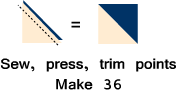 =
Sew, press, trim points
Make 36